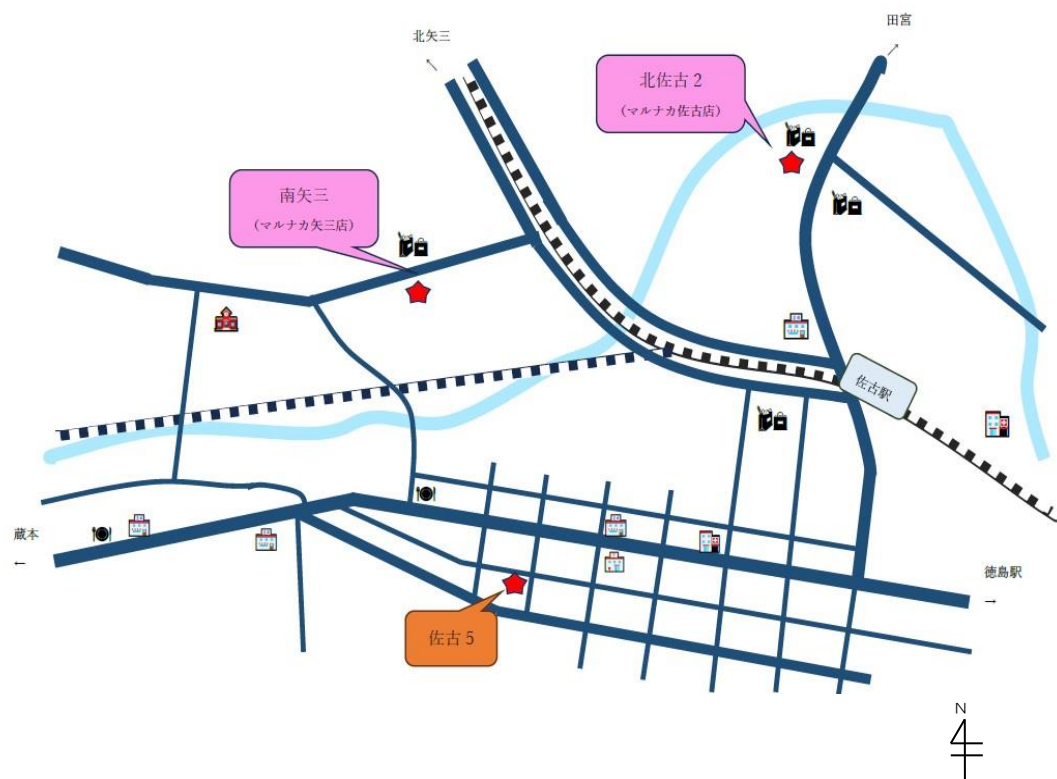 田宮
北矢三
北佐古２
（マルナカ佐古店）
南矢三
（マルナカ矢三店）
佐古駅
蔵本
←
徳島駅
→
佐古５
N